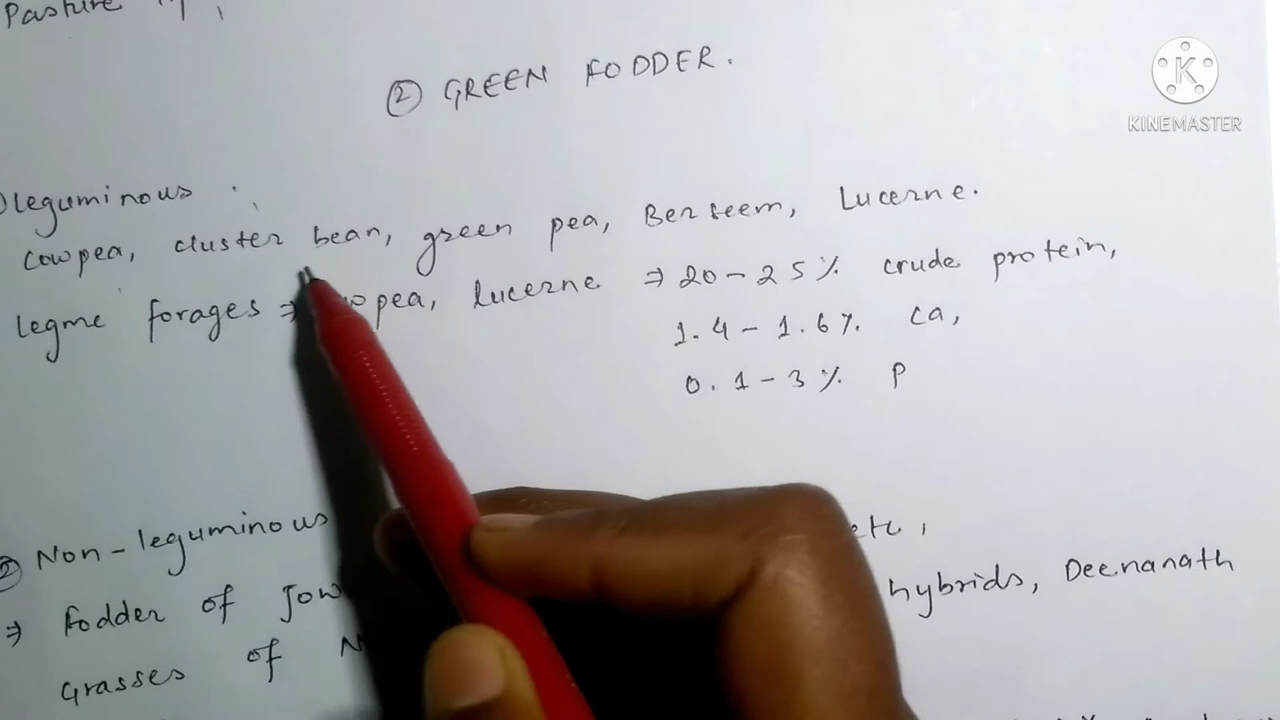 Pasture
② GREEN FODDER.
K
KINEMASTER
leguminous
cowpea, cluster bean, green pea, Berseem, Lucerne.
legme forages ⇒ pea, lucerne ⇒ 20-25% crude protein,
1.4-1.6% ca,
0.1-3% P
② Non-leguminous etc,
⇒ fodder of Jow hybrids, Deenanath
Grasses of N